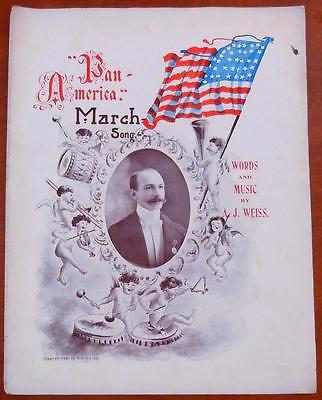 "Pan-
America."
March
Song.
WORDS
AND
MUSIC
BY
J. WEISS.